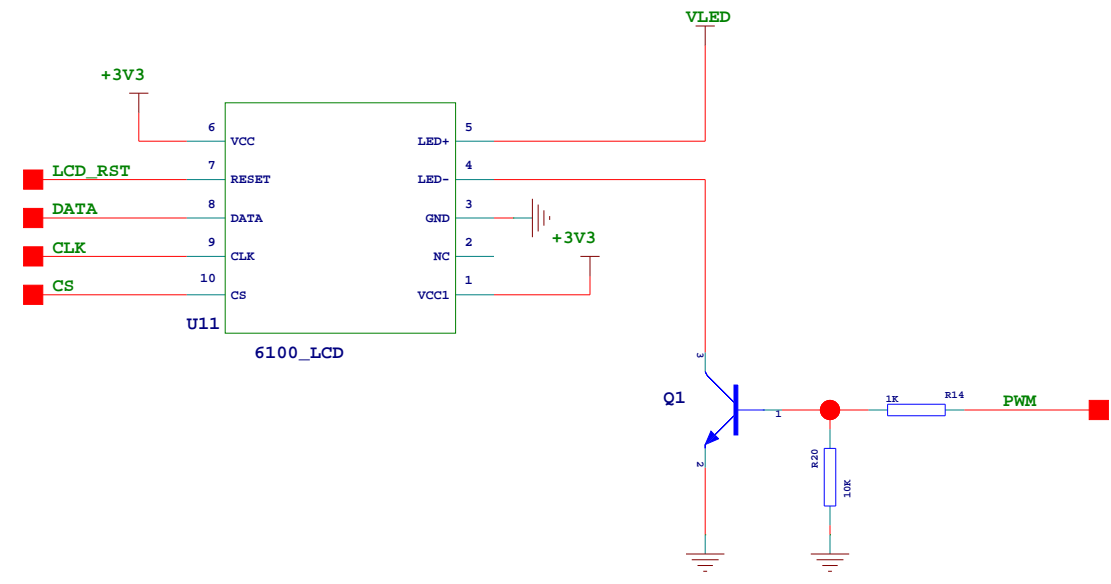 VLED
+3V3
6
VCC
LED+
5
LCD_RST
7
RESET
LED-
4
DATA
8
DATA
GND
3
+3V3
CLK
9
CLK
NC
2
CS
10
CS
VCC1
1
U11
6100_LCD
3
Q1
1
2
1K
R14
PWM
R20
10K